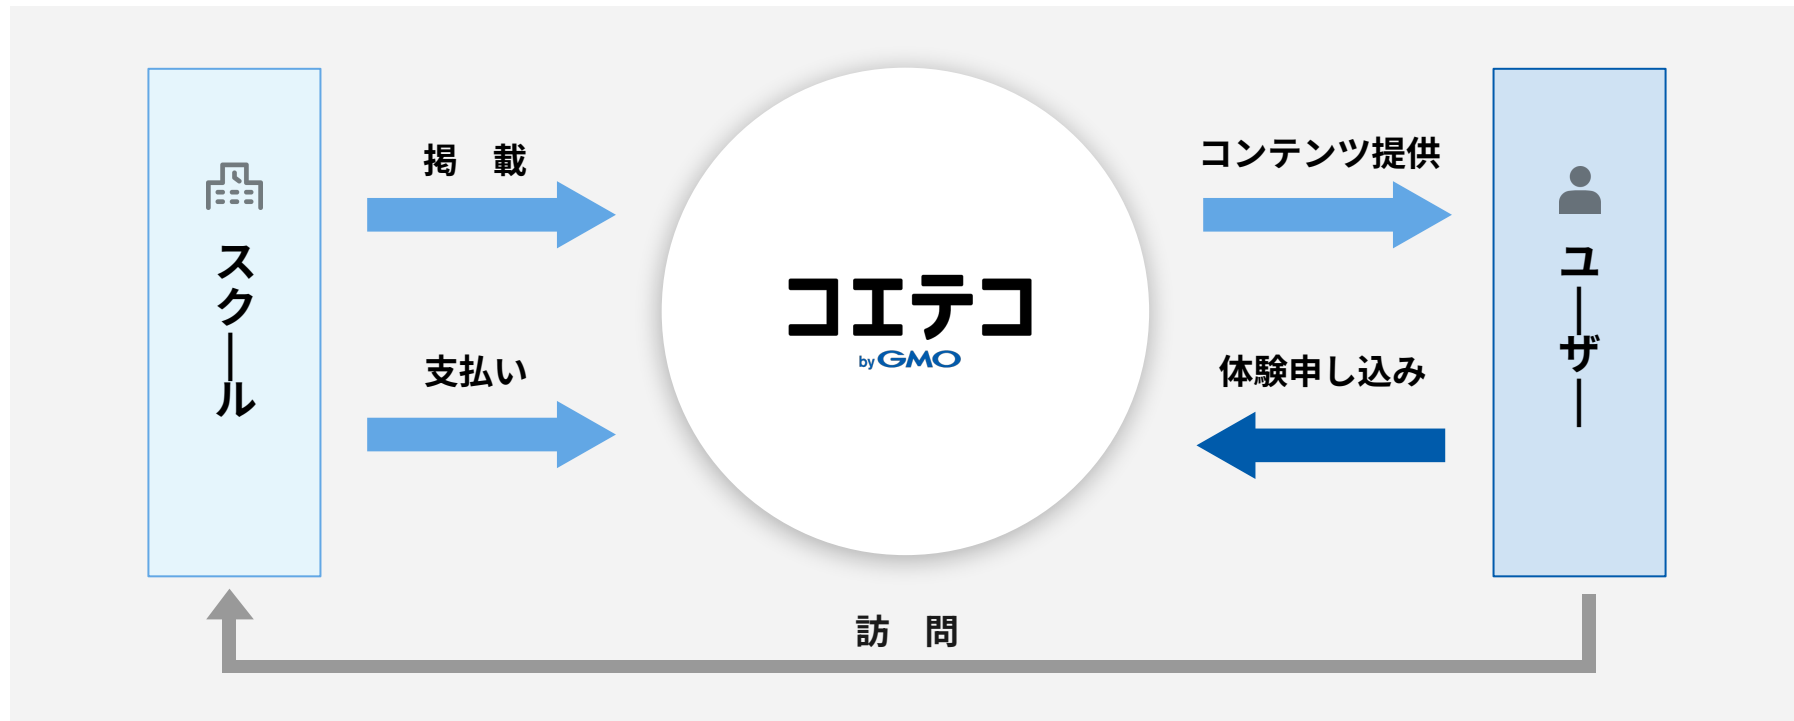 スクール
掲　載
支払い
コエテコ
by GMO
コンテンツ提供
体験申し込み
ユーザー
訪　問